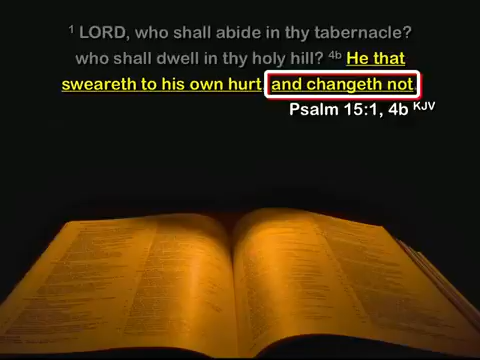 1 LORD, who shall abide in thy tabernacle?
who shall dwell in thy holy hill? 4b He that
sweareth to his own hurt, and changeth not.
Psalm 15:1, 4b KJV